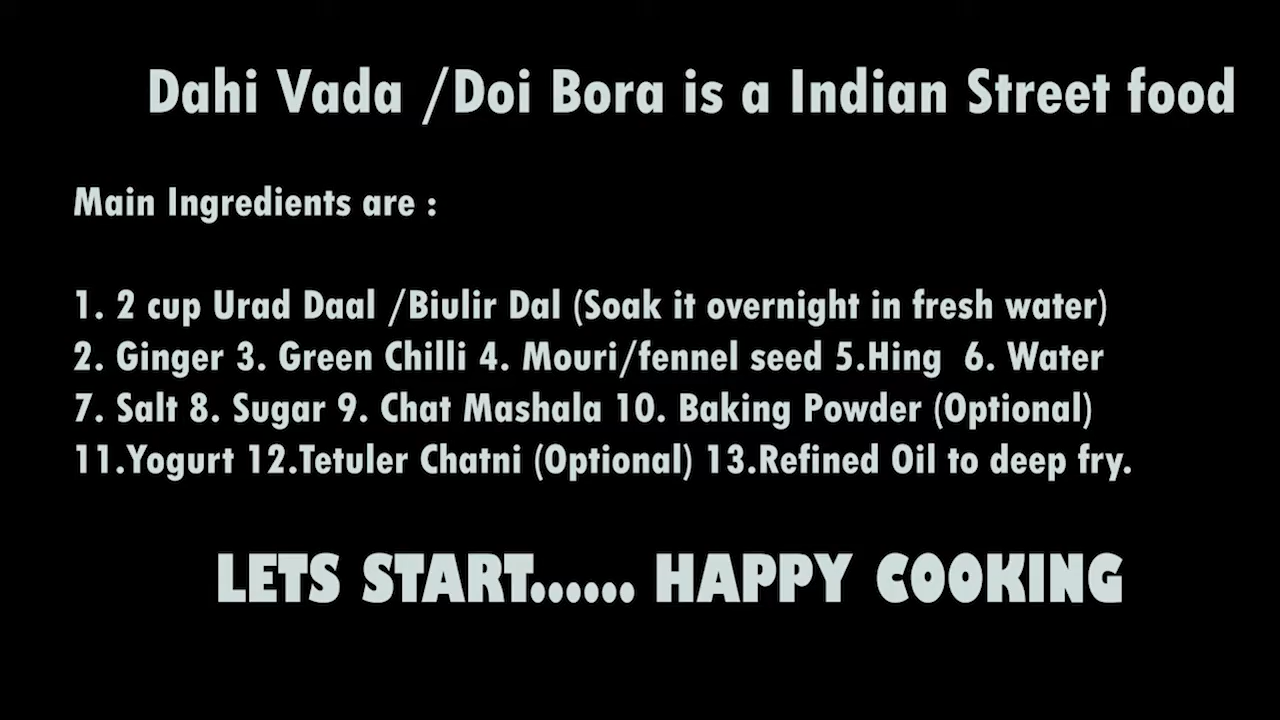 Dahi Vada /Doi Bora is a Indian Street food
Main Ingredients are :
1. 2 cup Urad Daal /Biulir Dal (Soak it overnight in fresh water)
2. Ginger 3. Green Chilli 4. Mouri/fennel seed 5.Hing 6. Water
7. Salt 8. Sugar 9. Chat Mashala 10. Baking Powder (Optional)
11.Yogurt 12.Tetuler Chatni (Optional) 13.Refined Oil to deep fry.
LETS START...... HAPPY COOKING